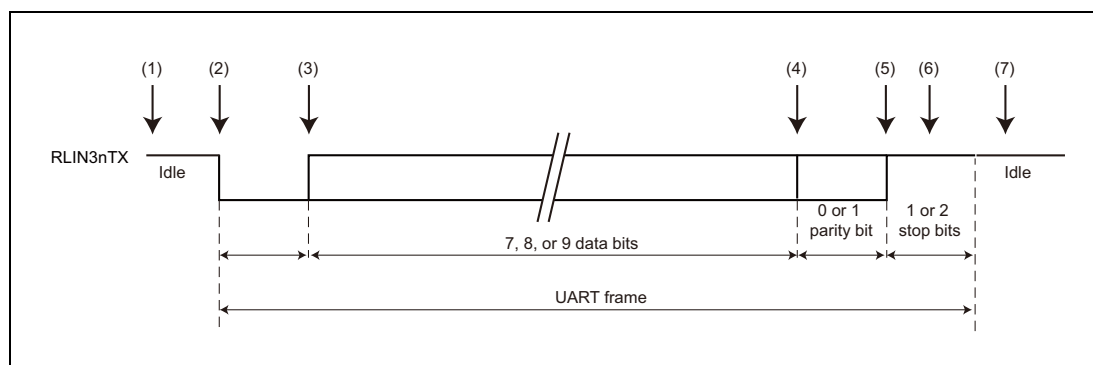 (1) (2) (3) (4) (5) (6) (7)
RLIN3nTX
Idle
Idle
0 or 1
parity bit
1 or 2
stop bits
7, 8, or 9 data bits
UART frame